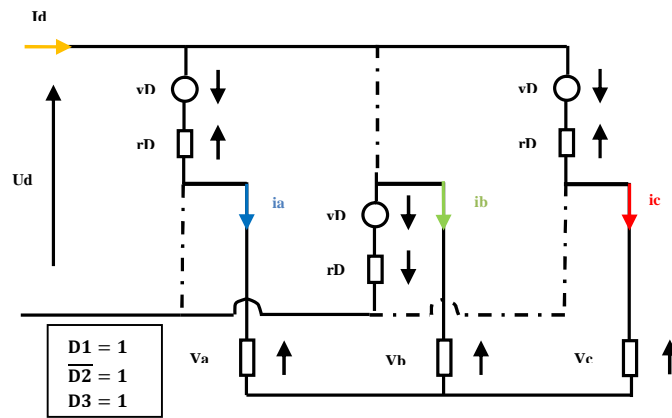 Id
vD
vD
rD
rD
Ud
ia
vD
ib
ic
rD
Va
Vb
Vc
D1 = 1
D2̅ = 1
D3 = 1